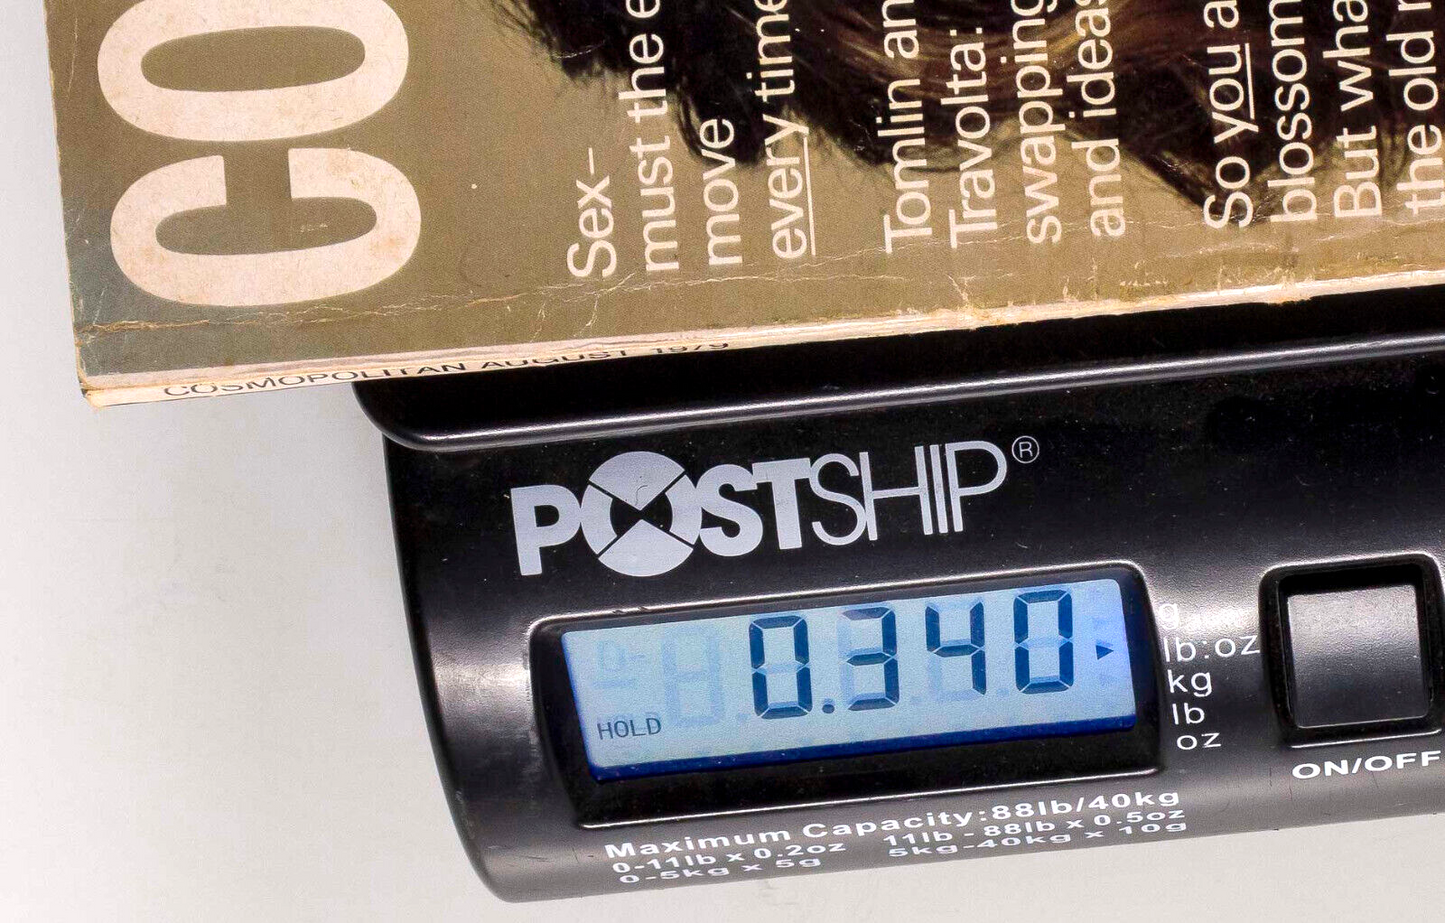 CO
Sex–
must the e
move
every time
Tomlin an
Travolta:
swapping
and ideas
So you a
blossom
But wha
the old
COSMOPOLITAN AUGUST 1979
POSTSHIP®
0.340
HOLD
g
lb:oz
kg
lb
oz
ON/OFF
Maximum Capacity:88lb/40kg
0-11lb x 0.2oz 11lb - 88lb x 0.5oz
0-5kg x 5g 5kg-40kg x 10g